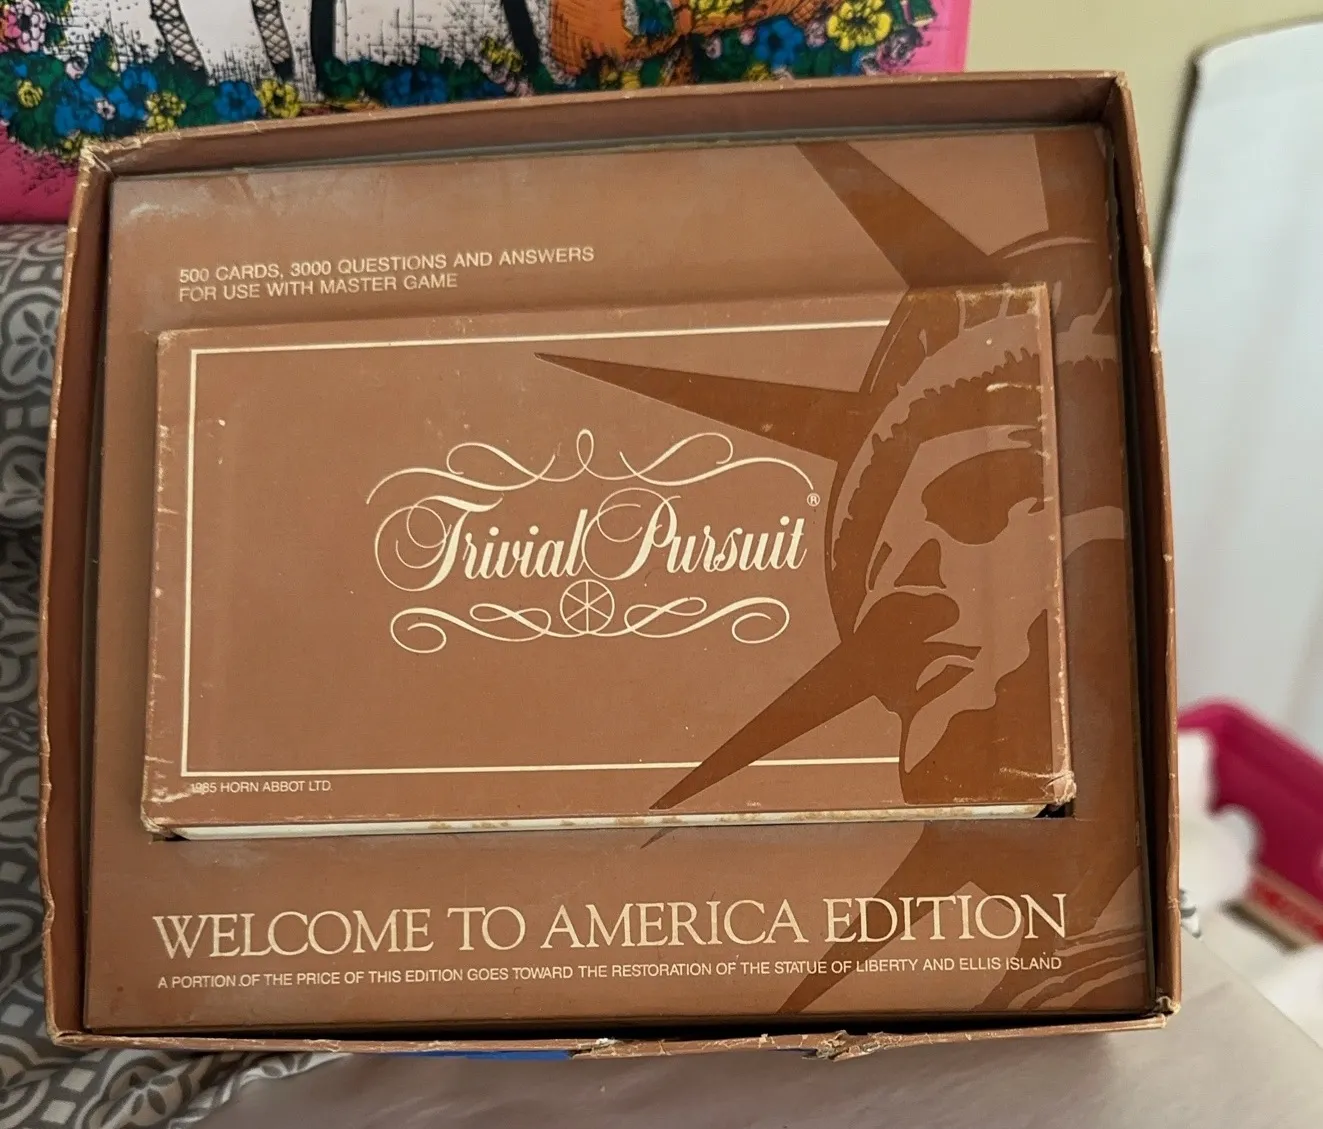 500 CARDS, 3000 QUESTIONS AND ANSWERS
FOR USE WITH MASTER GAME
Trivial Pursuit®
1985 HORN ABBOT LTD.
WELCOME TO AMERICA EDITION
A PORTION OF THE PRICE OF THIS EDITION GOES TOWARD THE RESTORATION OF THE STATUE OF LIBERTY AND ELLIS ISLAND